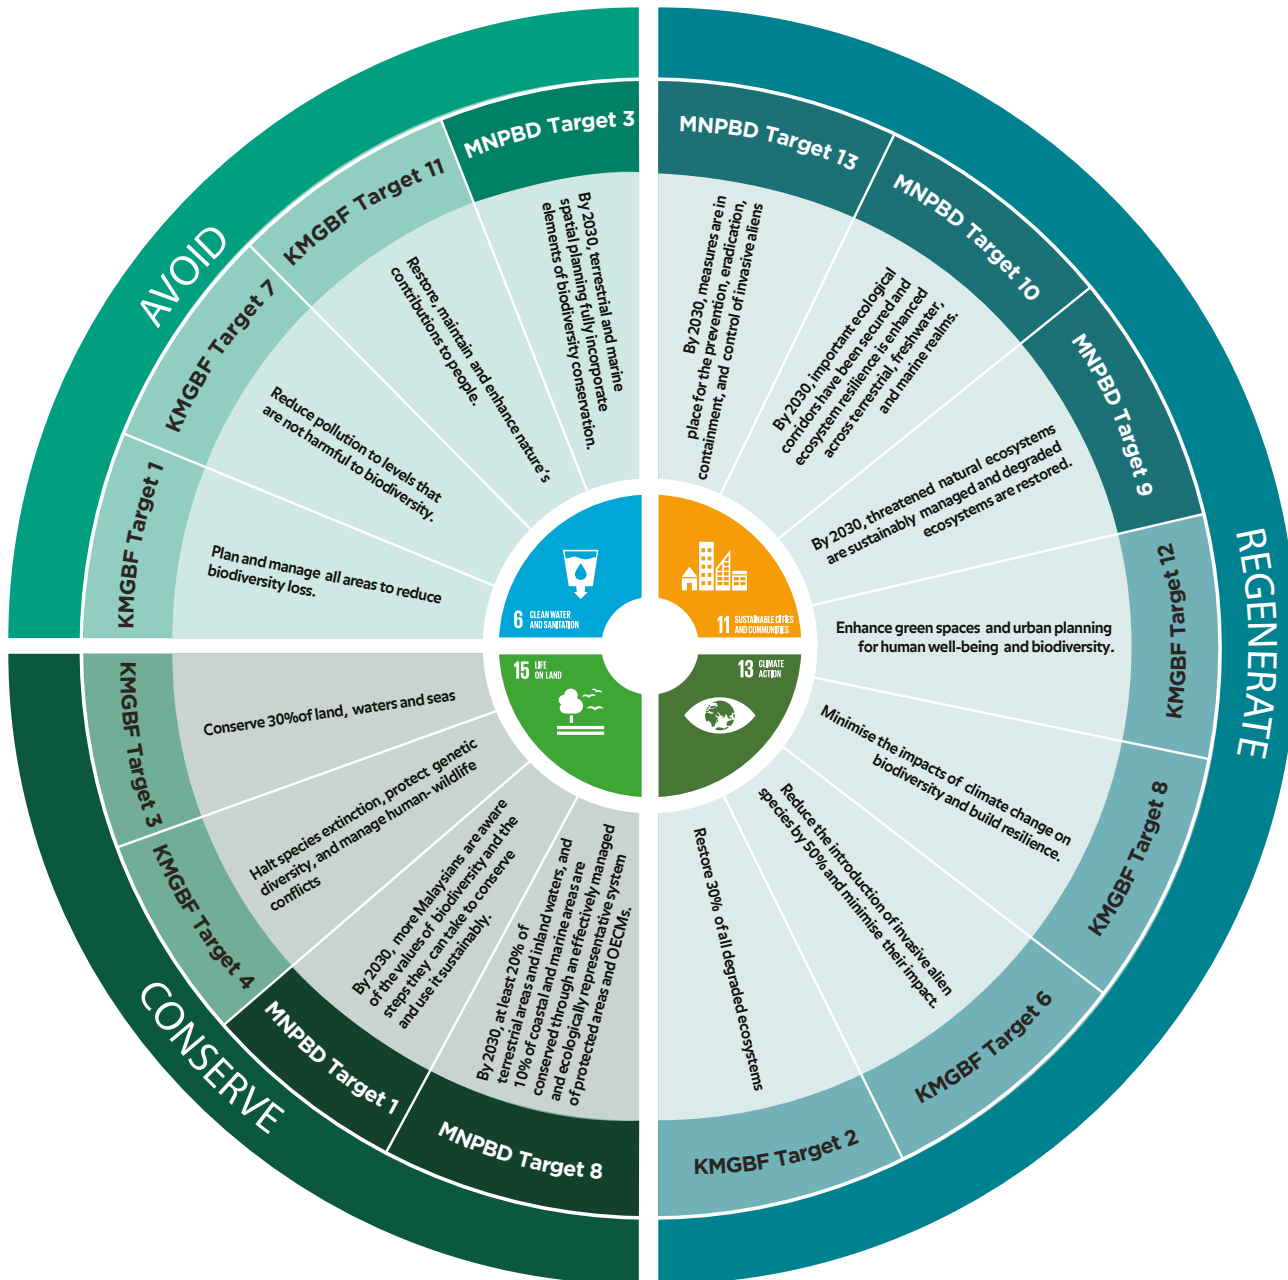 AVOID
KMGBF Target 1
Plan and manage all areas to reduce
biodiversity loss.
KMGBF Target 7
Reduce pollution to levels that
are not harmful to biodiversity.
KMGBF Target 11
Restore, maintain and enhance nature's
contributions to people.
MNPBD Target 3
By 2030, terrestrial and marine
spatial planning fully incorporate
elements of biodiversity conservation.
REGENERATE
MNPBD Target 13
By 2030, measures are in
place for the prevention, eradication,
containment, and control of invasive aliens
MNPBD Target 10
By 2030, important ecological
corridors have been secured and
ecosystem resilience is enhanced
across terrestrial, freshwater,
and marine realms.
MNPBD Target 9
By 2030, threatened natural ecosystems
are sustainably managed and degraded
ecosystems are restored.
KMGBF Target 12
Enhance green spaces and urban planning
for human well-being and biodiversity.
KMGBF Target 8
Minimise the impacts of climate change on
biodiversity and build resilience.
KMGBF Target 6
Reduce the introduction of invasive alien
species by 50% and minimise their impact.
KMGBF Target 2
Restore 30% of all degraded ecosystems
CONSERVE
KMGBF Target 3
Conserve 30%of land, waters and seas
KMGBF Target 4
Halt species extinction, protect genetic
diversity, and manage human- wildlife
conflicts
MNPBD Target 1
By 2030, more Malaysians are aware
of the values of biodiversity and the
steps they can take to conserve
and use it sustainably.
MNPBD Target 8
By 2030, at least 20% of
terrestrial areas and inland waters, and
10% of coastal and marine areas are
conserved through an effectively managed
and ecologically representative system
of protected areas and OECMs.
6 CLEAN WATER
AND SANITATION
11 SUSTAINABLE CITIES
AND COMMUNITIES
15 LIFE
ON LAND
13 CLIMATE
ACTION